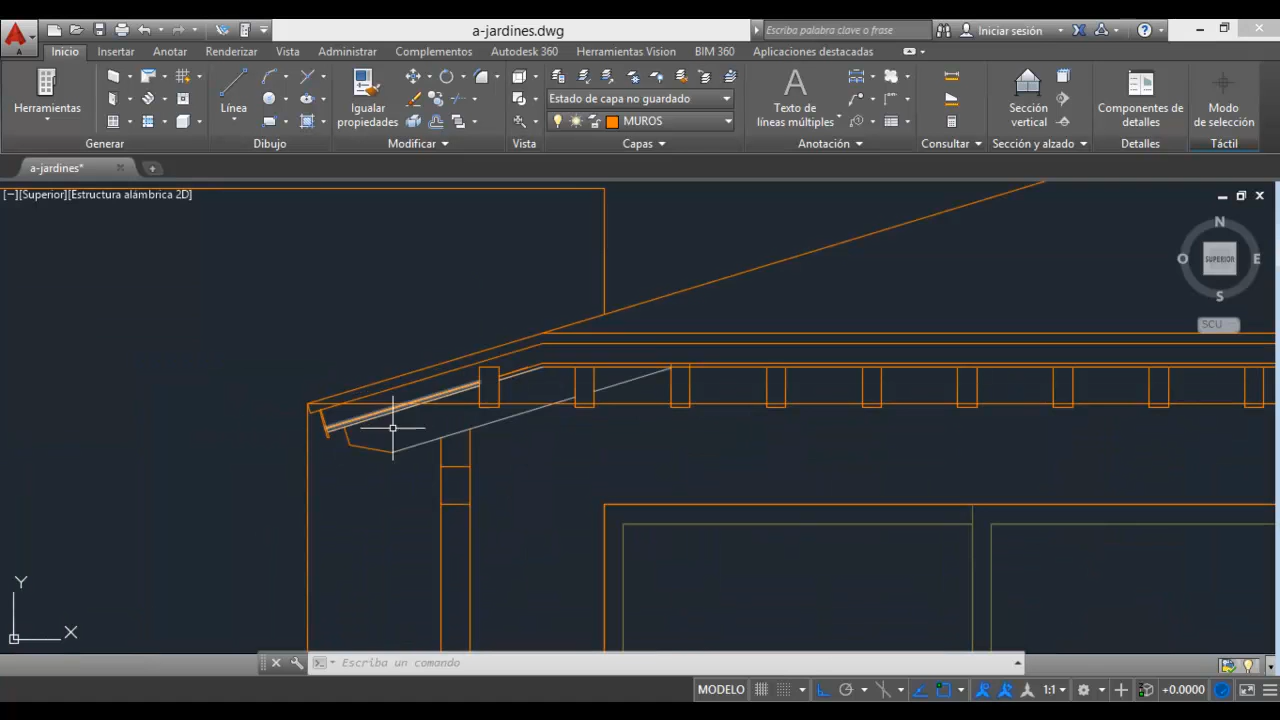 a-jardines.dwg
Escriba palabra clave o frase
Iniciar sesión
Inicio
Insertar
Anotar
Renderizar
Vista
Administrar
Complementos
Autodesk 360
Herramientas Vision
BIM 360
Aplicaciones destacadas
Herramientas
Línea
Igualar propiedades
Estado de capa no guardado
MUROS
Texto de líneas múltiples
Sección vertical
Componentes de detalles
Modo de selección
General
Dibujo
Modificar
Vista
Capas
Anotación
Consultar
Sección y alzado
Detalles
Táctil
a-jardines*
[−][Superior][Estructura alámbrica 2D]
N
O
SUPERIOR
E
S
SCU
Y
X
Escriba un comando
MODELO
1:1
+0.0000